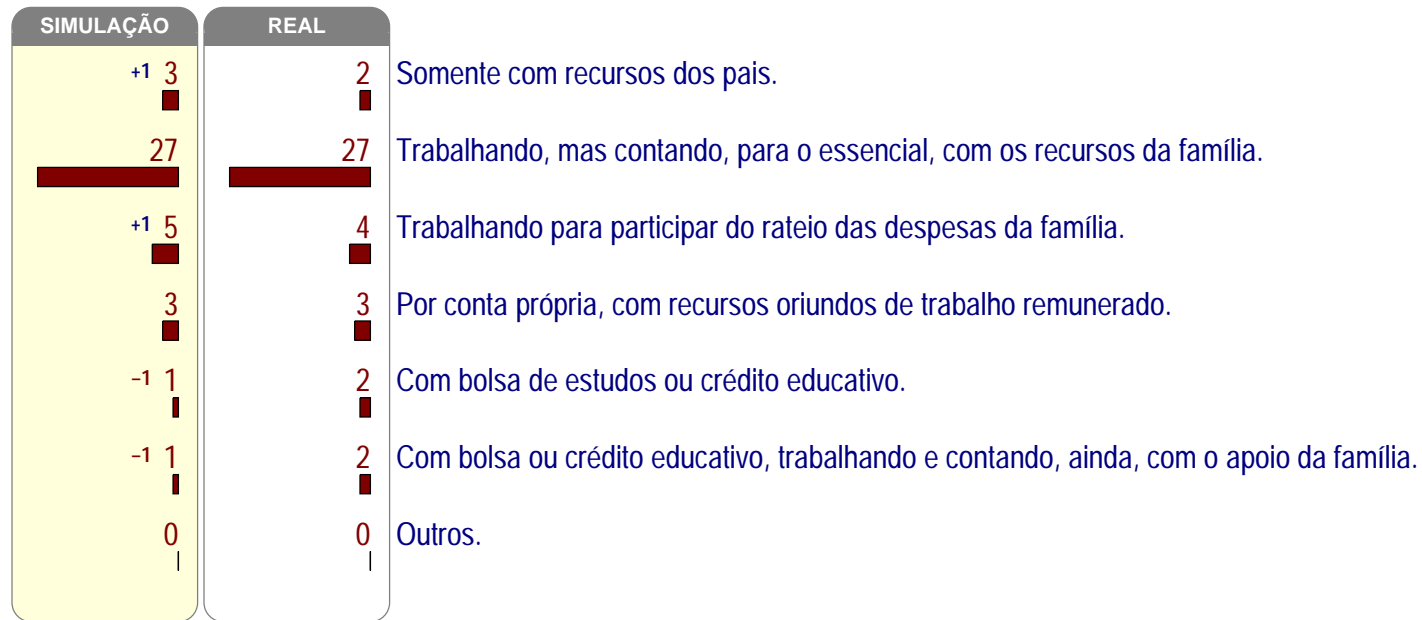 SIMULAÇÃO REAL
+1 3 2 Somente com recursos dos pais.
27 27 Trabalhando, mas contando, para o essencial, com os recursos da família.
+1 5 4 Trabalhando para participar do rateio das despesas da família.
3 3 Por conta própria, com recursos oriundos de trabalho remunerado.
−1 1 2 Com bolsa de estudos ou crédito educativo.
−1 1 2 Com bolsa ou crédito educativo, trabalhando e contando, ainda, com o apoio da família.
0 0 Outros.